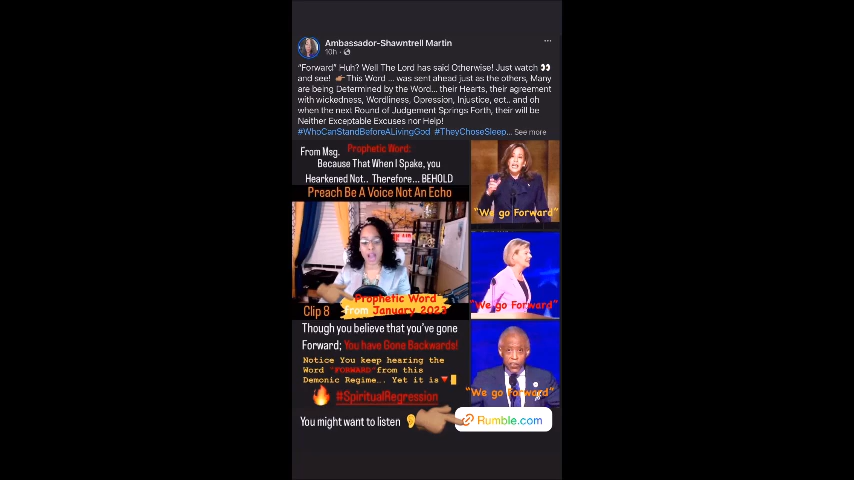 Ambassador-Shawntrell Martin
10h ·
"Forward" Huh? Well The Lord has said Otherwise! Just watch 👀
and see! 👉🏽This Word ... was sent ahead just as the others, Many
are being Determined by the Word... their Hearts, their agreement
with wickedness, Wordliness, Opression, Injustice, ect.. and oh
when the next Round of Judgement Springs Forth, their will be
Neither Exceptable Excuses nor Help!
#WhoCanStandBeforeALivingGod #TheyChoseSleep... See more
From Msg. Prophetic Word:
Because That When I Spake, you
Hearkened Not.. Therefore... BEHOLD
Preach Be A Voice Not An Echo
"We go Forward"
"We go Forward"
"We go Forward"
Clip 8
Prophetic Word
From January 2023
Though you believe that you've gone
Forward; You have Gone Backwards!
Notice You keep hearing the
Word "FORWARD"from this
Demonic Regime…. Yet it is🔻
🔥 #SpiritualRegression
You might want to listen 👂🏽
Rumble.com